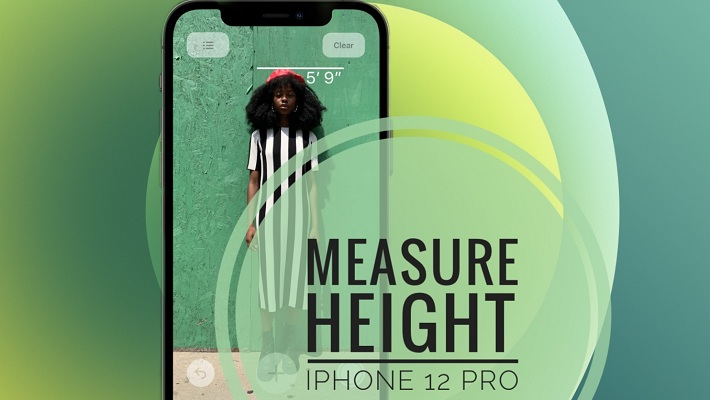 Clear
5' 9"
MEASURE
HEIGHT
IPHONE 12 PRO